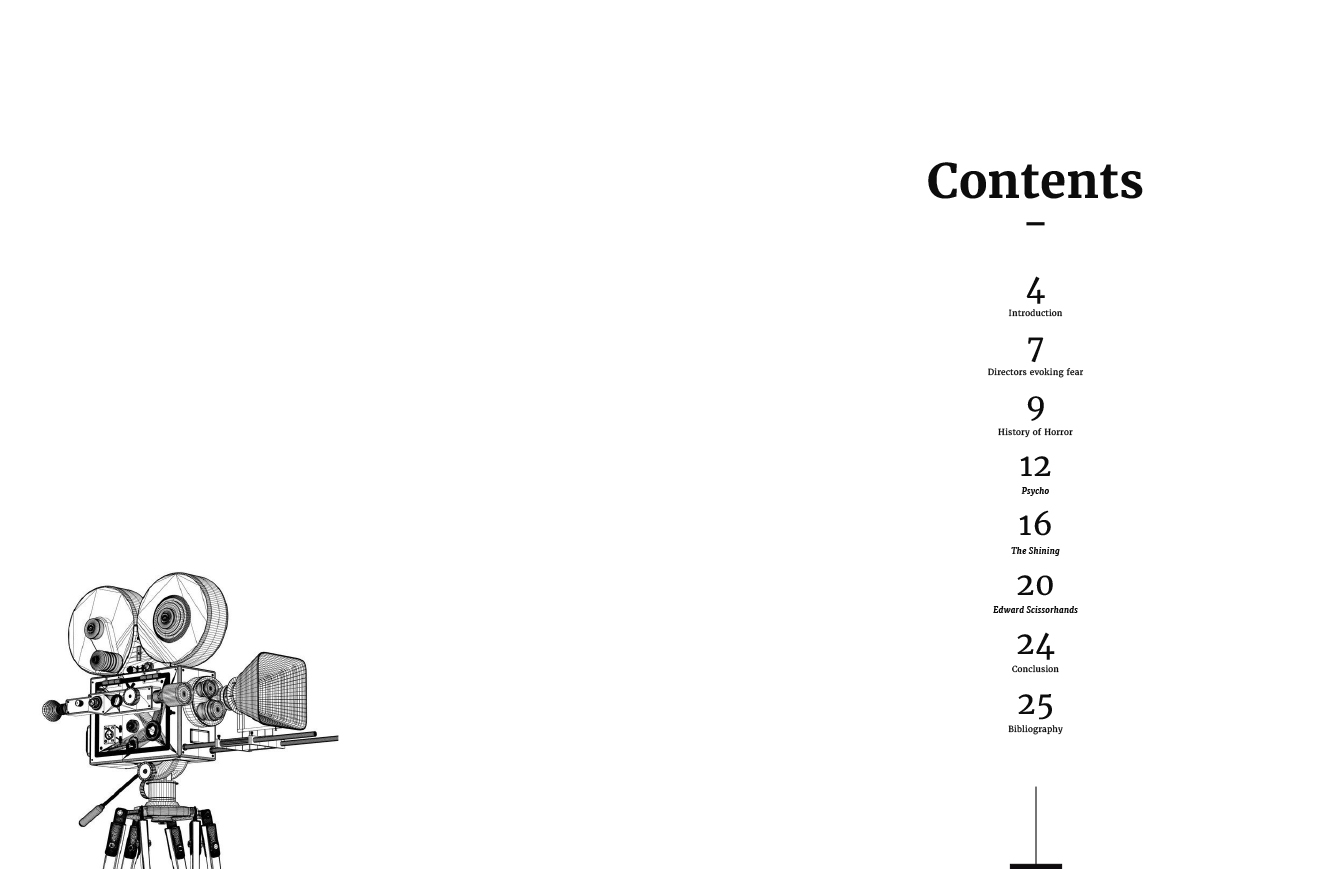 Contents
4
Introduction
7
Directors evoking fear
9
History of Horror
12
Psycho
16
The Shining
20
Edward Scissorhands
24
Conclusion
25
Bibliography